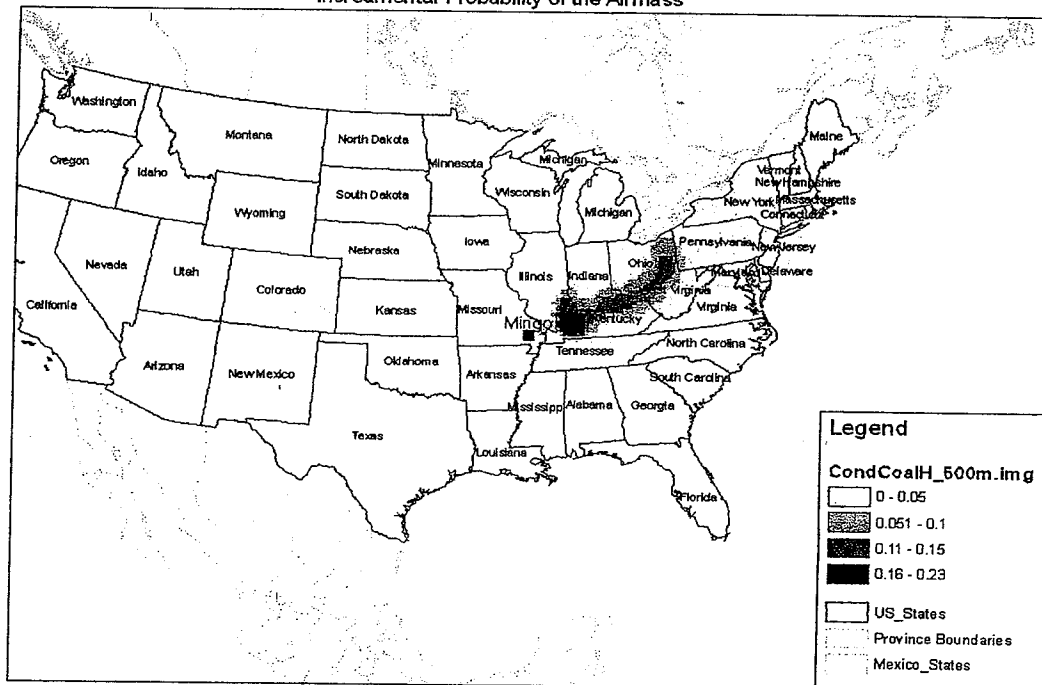 Incremental Probability of the Airmass
Washington
Montana
North Dakota
Minnesota
Oregon
Idaho
South Dakota
Wisconsin
Michigan
Michigan
Maine
Vermont
New Hampshire
New York
Massachusetts
Connecticut
Wyoming
Iowa
Nebraska
Pennsylvania
New Jersey
Nevada
Utah
Colorado
Illinois
Indiana
Ohio
Maryland
Delaware
California
Kansas
Missouri
Virginia
Virginia
Mingo
Kentucky
Arizona
New Mexico
Oklahoma
Arkansas
Tennessee
North Carolina
South Carolina
Texas
Louisiana
Mississipp
Alabama
Georgia
Florida
Legend
CondCoalH_500m.img
0 - 0.05
0.051 - 0.1
0.11 - 0.15
0.16 - 0.23
US_States
Province Boundaries
Mexico_States